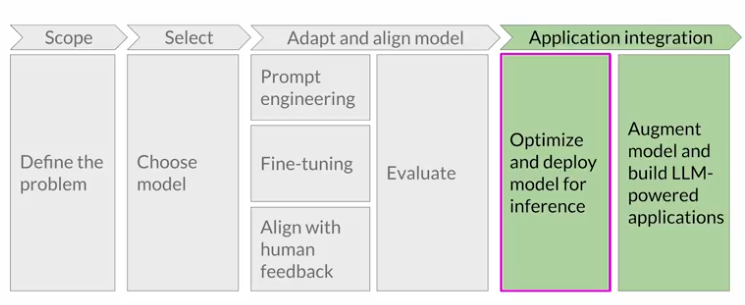 Scope
Select
Adapt and align model
Application integration
Define the
problem
Choose
model
Prompt
engineering
Fine-tuning
Align with
human
feedback
Evaluate
Optimize
and deploy
model for
inference
Augment
model and
build LLM-
powered
applications